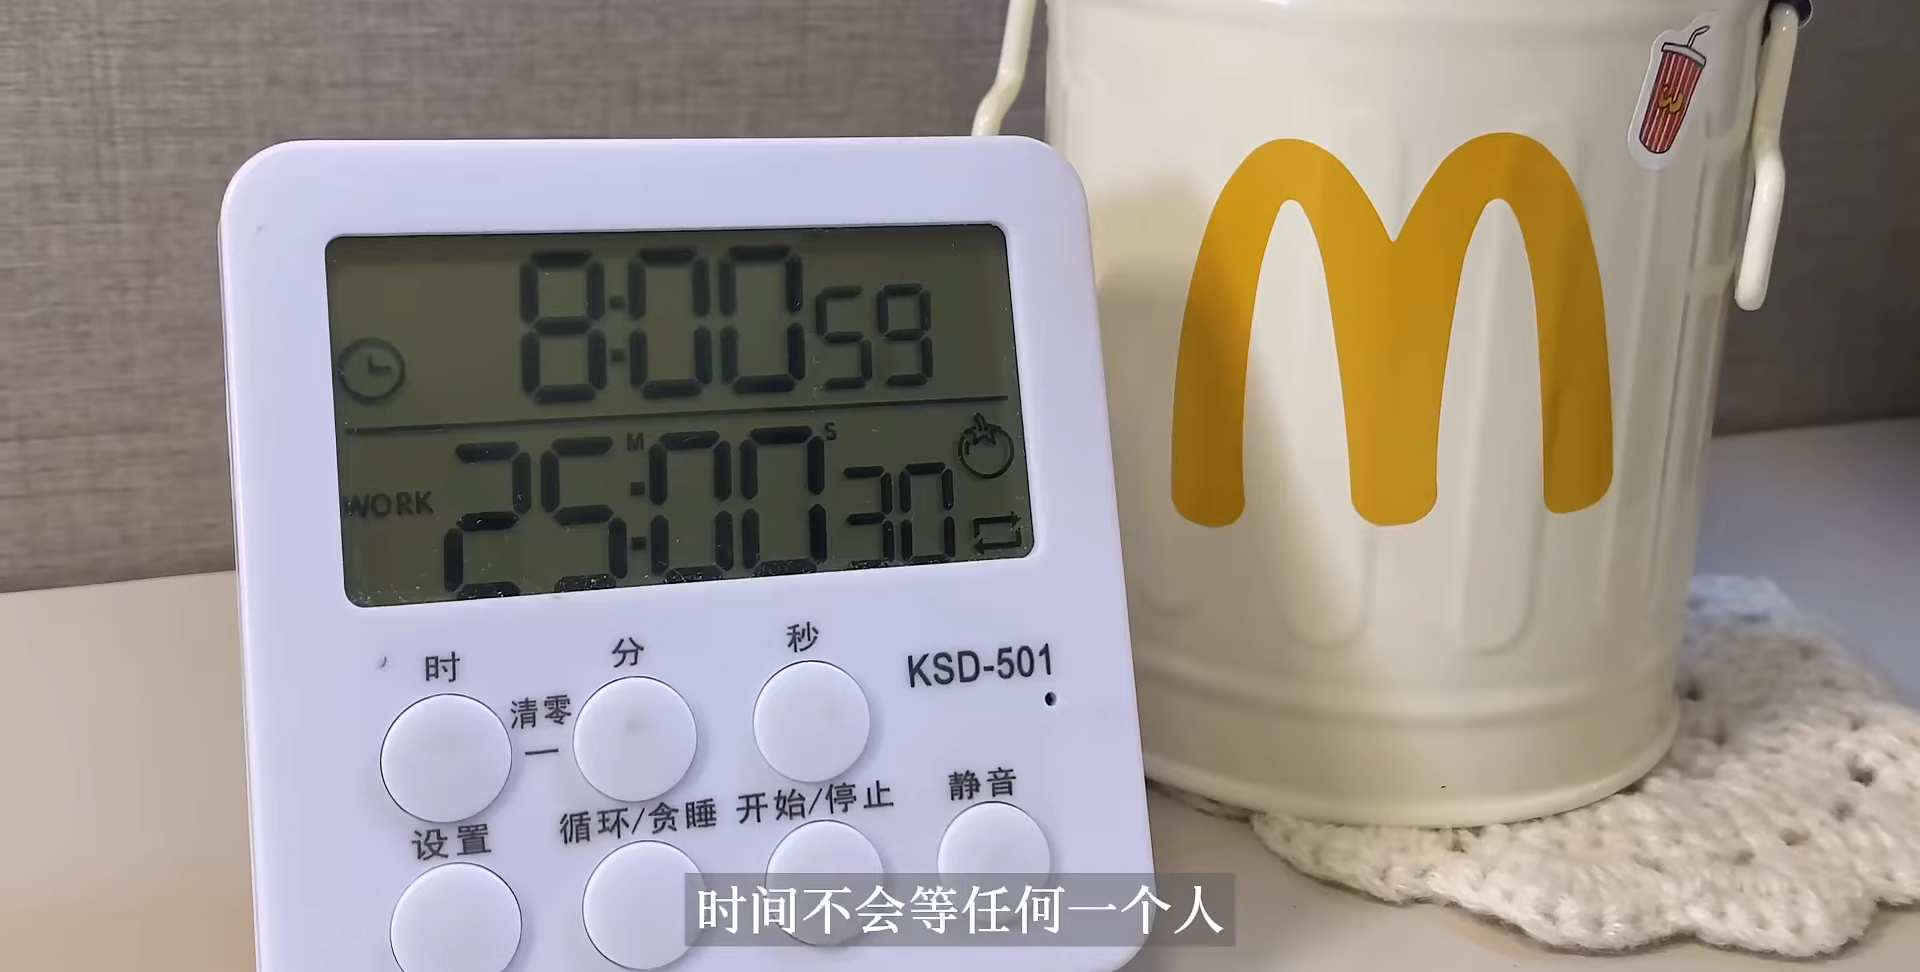 8:00 59
WORK 25:00 30
M S
时 分 秒
清零
KSD-501
设置 循环/贪睡 开始/停止 静音
时间不会等任何一个人